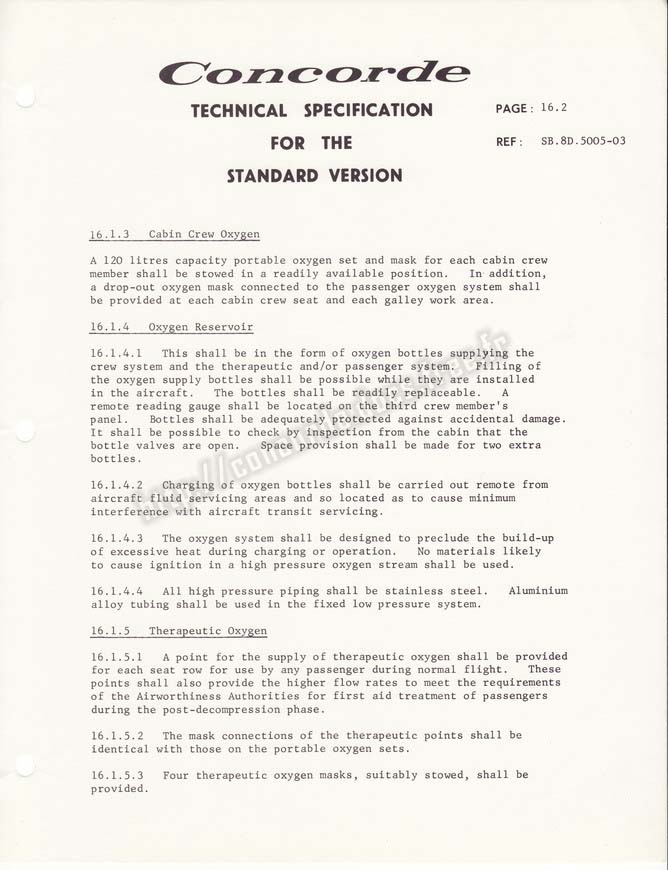 Concorde
TECHNICAL SPECIFICATION
FOR THE
STANDARD VERSION
PAGE: 16.2
REF: SB.8D.5005-03
16.1.3 Cabin Crew Oxygen
A 120 litres capacity portable oxygen set and mask for each cabin crew
member shall be stowed in a readily available position. In addition,
a drop-out oxygen mask connected to the passenger oxygen system shall
be provided at each cabin crew seat and each galley work area.
16.1.4 Oxygen Reservoir
16.1.4.1 This shall be in the form of oxygen bottles supplying the
crew system and the therapeutic and/or passenger system. Filling of
the oxygen supply bottles shall be possible while they are installed
in the aircraft. The bottles shall be readily replaceable. A
remote reading gauge shall be located on the third crew member's
panel. Bottles shall be adequately protected against accidental damage.
It shall be possible to check by inspection from the cabin that the
bottle valves are open. Space provision shall be made for two extra
bottles.
16.1.4.2 Charging of oxygen bottles shall be carried out remote from
aircraft fluid servicing areas and so located as to cause minimum
interference with aircraft transit servicing.
16.1.4.3 The oxygen system shall be designed to preclude the build-up
of excessive heat during charging or operation. No materials likely
to cause ignition in a high pressure oxygen stream shall be used.
16.1.4.4 All high pressure piping shall be stainless steel. Aluminium
alloy tubing shall be used in the fixed low pressure system.
16.1.5 Therapeutic Oxygen
16.1.5.1 A point for the supply of therapeutic oxygen shall be provided
for each seat row for use by any passenger during normal flight. These
points shall also provide the higher flow rates to meet the requirements
of the Airworthiness Authorities for first aid treatment of passengers
during the post-decompression phase.
16.1.5.2 The mask connections of the therapeutic points shall be
identical with those on the portable oxygen sets.
16.1.5.3 Four therapeutic oxygen masks, suitably stowed, shall be
provided.